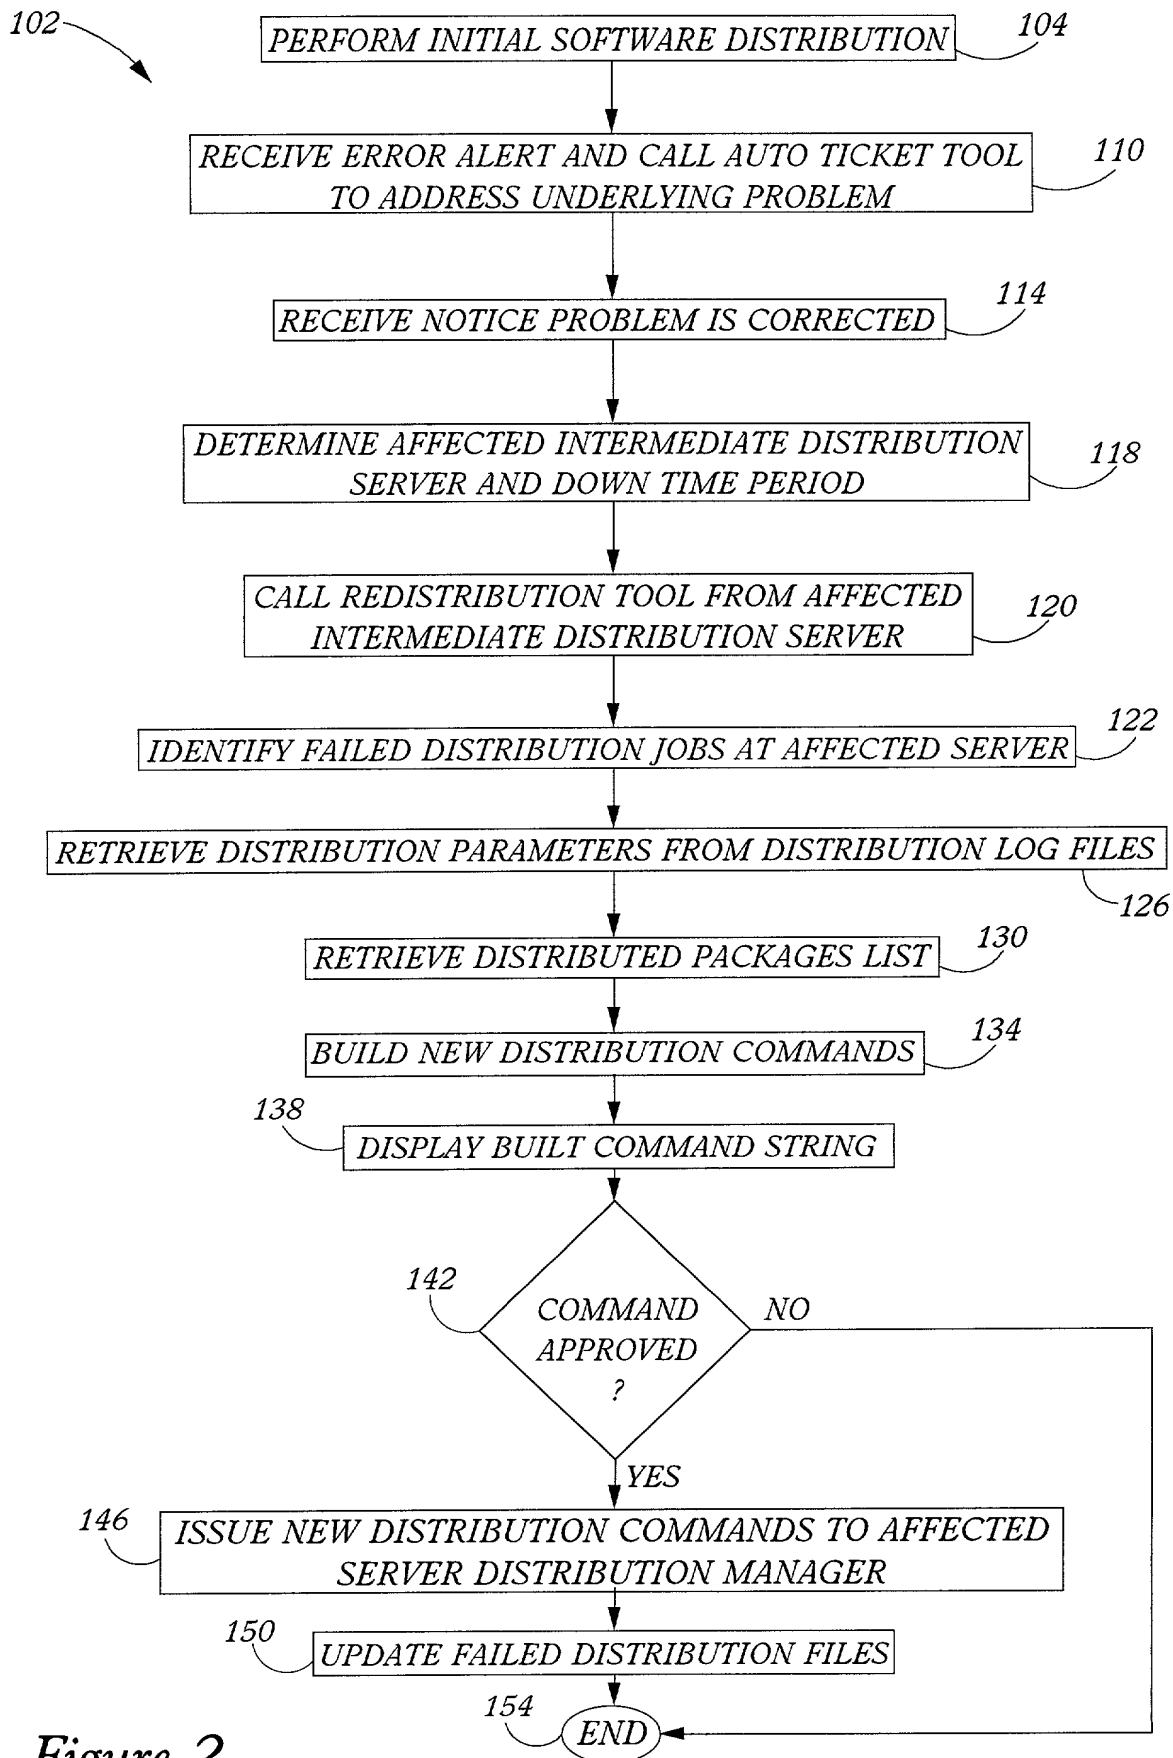 102
PERFORM INITIAL SOFTWARE DISTRIBUTION
104
RECEIVE ERROR ALERT AND CALL AUTO TICKET TOOL
TO ADDRESS UNDERLYING PROBLEM
110
RECEIVE NOTICE PROBLEM IS CORRECTED
114
DETERMINE AFFECTED INTERMEDIATE DISTRIBUTION
SERVER AND DOWN TIME PERIOD
118
CALL REDISTRIBUTION TOOL FROM AFFECTED
INTERMEDIATE DISTRIBUTION SERVER
120
IDENTIFY FAILED DISTRIBUTION JOBS AT AFFECTED SERVER
122
RETRIEVE DISTRIBUTION PARAMETERS FROM DISTRIBUTION LOG FILES
126
RETRIEVE DISTRIBUTED PACKAGES LIST
130
BUILD NEW DISTRIBUTION COMMANDS
134
138
DISPLAY BUILT COMMAND STRING
142
COMMAND
APPROVED
?
NO
YES
146
ISSUE NEW DISTRIBUTION COMMANDS TO AFFECTED
SERVER DISTRIBUTION MANAGER
150
UPDATE FAILED DISTRIBUTION FILES
154
END
Figure 2